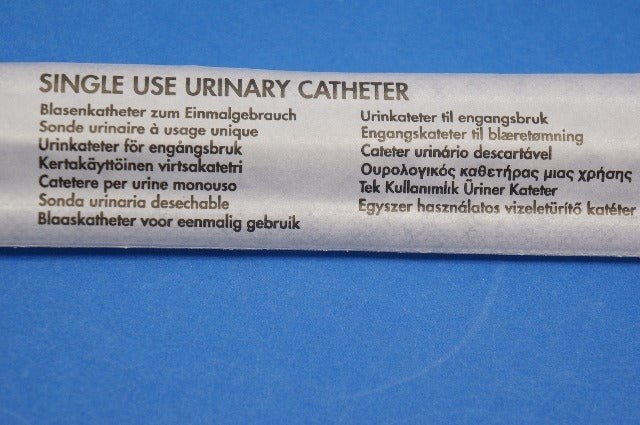 SINGLE USE URINARY CATHETER
Blasenkatheter zum Einmalgebrauch
Sonde urinaire à usage unique
Urinkateter för engångsbruk
Kertakäyttöinen virtsakatetri
Catetere per urine monouso
Sonda urinaria desechable
Blaaskatheter voor eenmalig gebruik
Urinkateter til engangsbruk
Engangskateter til blæretømning
Cateter urinário descartável
Ουρολογικός καθετήρας μιας χρήσης
Tek Kullanımlık Üriner Kateter
Egyszer használatos vizeletürítő katéter